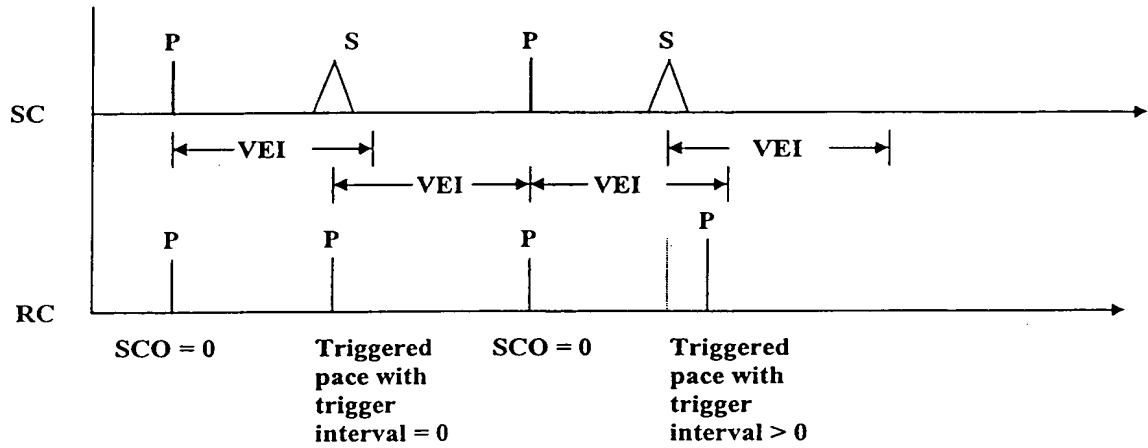 P S P S
SC
VEI VEI
VEI VEI
P P P P
RC
SCO = 0
Triggered
pace with
trigger
interval = 0
SCO = 0
Triggered
pace with
trigger
interval > 0